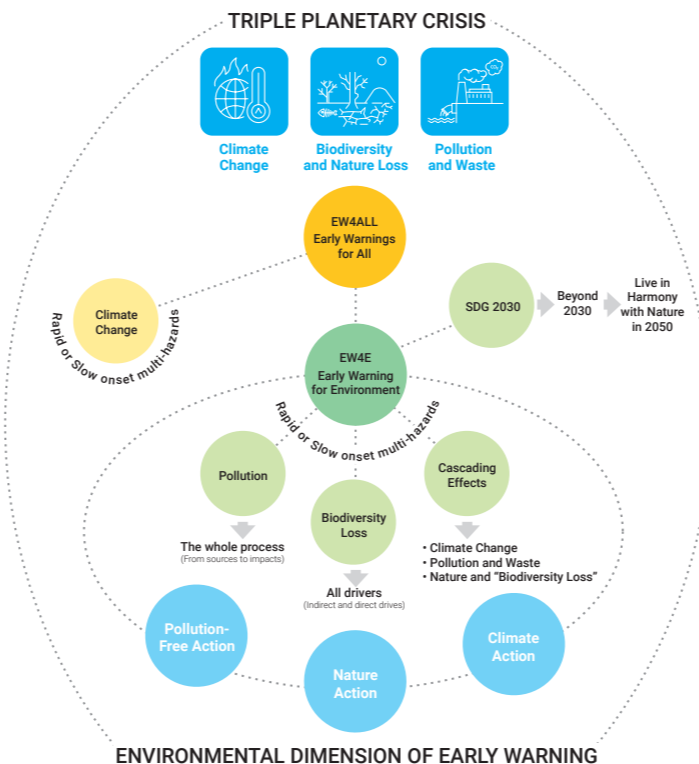 TRIPLE PLANETARY CRISIS
CO₂
Climate
Change
Biodiversity
and Nature Loss
Pollution
and Waste
EW4ALL
Early Warnings
for All
Climate
Change
Rapid or Slow onset multi-hazards
SDG 2030
Beyond
2030
Live in
Harmony
with Nature
in 2050
EW4E
Early Warning
for Environment
Rapid or Slow onset multi-hazards
Pollution
The whole process
(From sources to impacts)
Biodiversity
Loss
All drivers
(Indirect and direct drives)
Cascading
Effects
• Climate Change
• Pollution and Waste
• Nature and “Biodiversity Loss”
Pollution-
Free Action
Nature
Action
Climate
Action
ENVIRONMENTAL DIMENSION OF EARLY WARNING